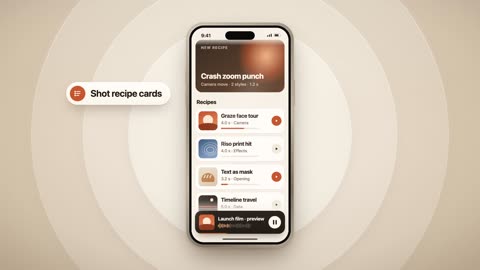 9:41
NEW RECIPE
Crash zoom punch
Camera move · 2 styles · 1.2 s
Shot recipe cards
Recipes
Graze face tour
4.0 s · Camera
Riso print hit
4.0 s · Effects
Text as mask
3.2 s · Opening
Timeline travel
Launch film · preview